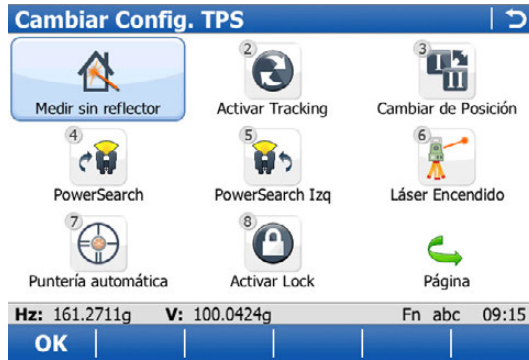 Cambiar Config. TPS
Medir sin reflector
2
Activar Tracking
3
I II
Cambiar de Posición
4
PowerSearch
5
PowerSearch Izq
6
Láser Encendido
7
Puntería automática
8
Activar Lock
Página
Hz: 161.2711g V: 100.0424g Fn abc 09:15
OK